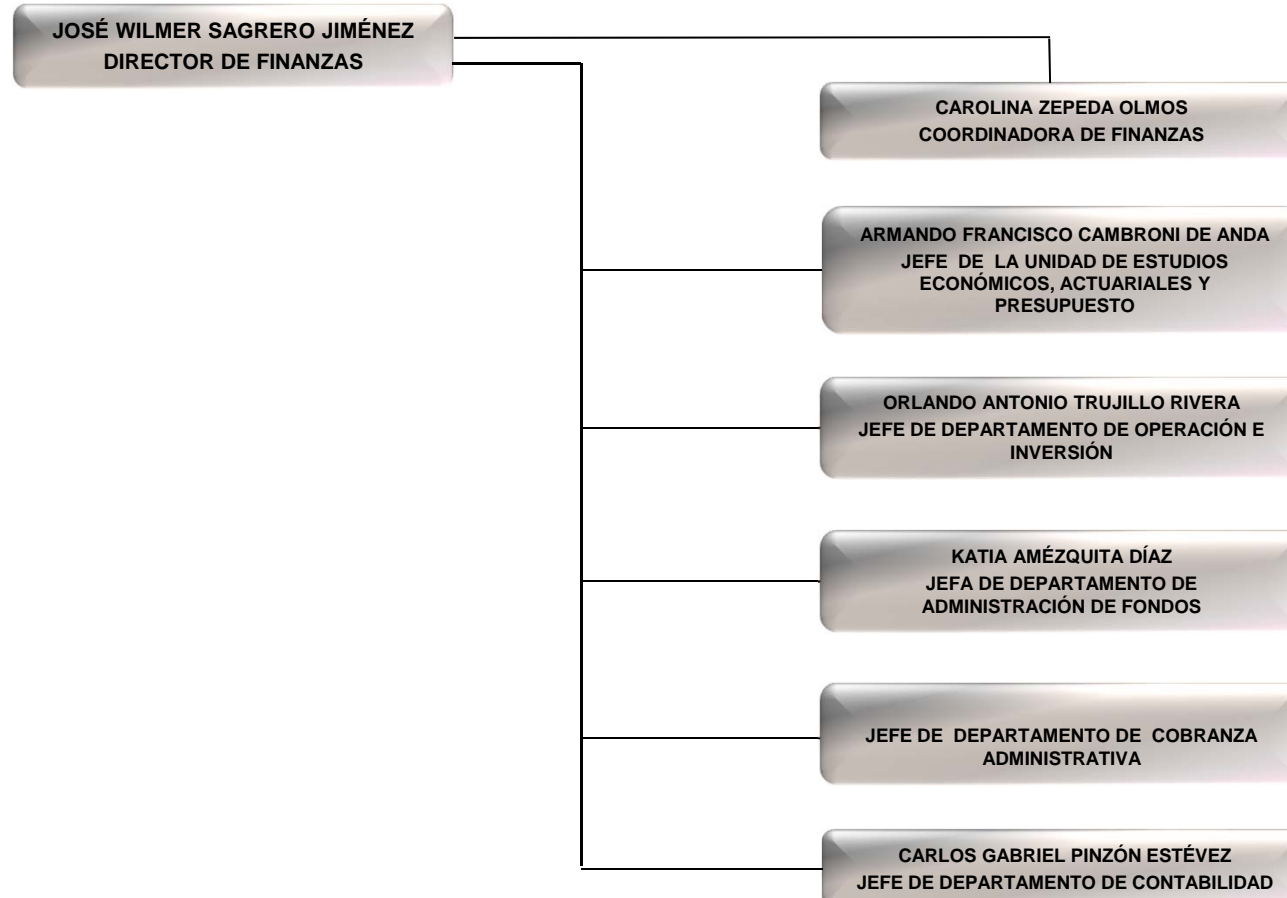 JOSÉ WILMER SAGRERO JIMÉNEZ
DIRECTOR DE FINANZAS
CAROLINA ZEPEDA OLMOS
COORDINADORA DE FINANZAS
ARMANDO FRANCISCO CAMBRONI DE ANDA
JEFE DE LA UNIDAD DE ESTUDIOS
ECONÓMICOS, ACTUARIALES Y
PRESUPUESTO
ORLANDO ANTONIO TRUJILLO RIVERA
JEFE DE DEPARTAMENTO DE OPERACIÓN E
INVERSIÓN
KATIA AMÉZQUITA DÍAZ
JEFA DE DEPARTAMENTO DE
ADMINISTRACIÓN DE FONDOS
JEFE DE DEPARTAMENTO DE COBRANZA
ADMINISTRATIVA
CARLOS GABRIEL PINZÓN ESTÉVEZ
JEFE DE DEPARTAMENTO DE CONTABILIDAD